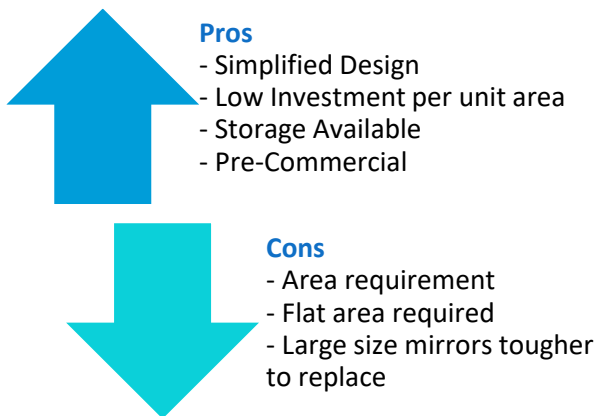 Pros
- Simplified Design
- Low Investment per unit area
- Storage Available
- Pre-Commercial
Cons
- Area requirement
- Flat area required
- Large size mirrors tougher
to replace